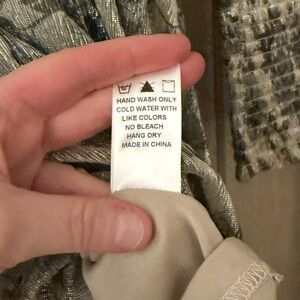 HAND WASH ONLY
COLD WATER WITH
LIKE COLORS
NO BLEACH
HANG DRY
MADE IN CHINA